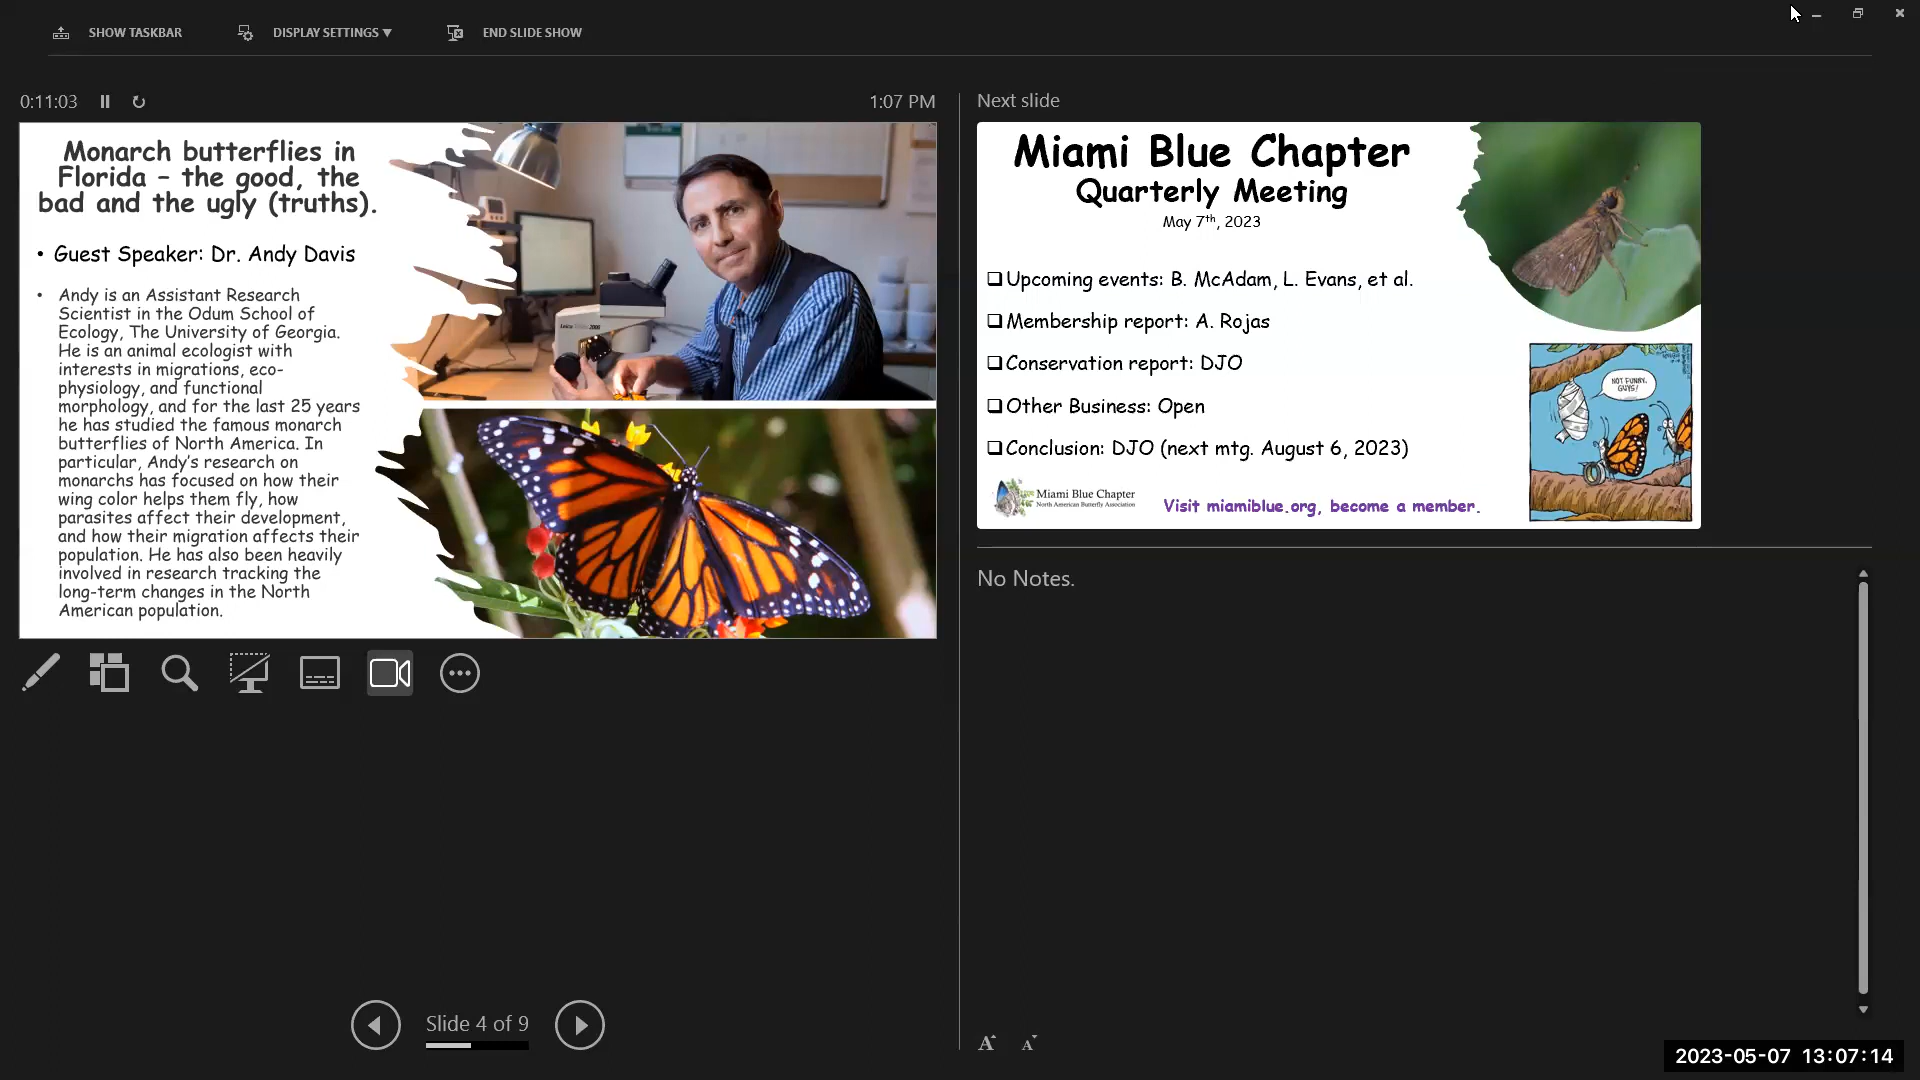 SHOW TASKBAR
DISPLAY SETTINGS ▼
END SLIDE SHOW
0:11:03
1:07 PM
Monarch butterflies in
Florida – the good, the
bad and the ugly (truths).
• Guest Speaker: Dr. Andy Davis
• Andy is an Assistant Research
Scientist in the Odum School of
Ecology, The University of Georgia.
He is an animal ecologist with
interests in migrations, eco-
physiology, and functional
morphology, and for the last 25 years
he has studied the famous monarch
butterflies of North America. In
particular, Andy's research on
monarchs has focused on how their
wing color helps them fly, how
parasites affect their development,
and how their migration affects their
population. He has also been heavily
involved in research tracking the
long-term changes in the North
American population.
Leica
Slide 4 of 9
Next slide
Miami Blue Chapter
Quarterly Meeting
May 7th, 2023
❑ Upcoming events: B. McAdam, L. Evans, et al.
❑ Membership report: A. Rojas
❑ Conservation report: DJO
❑ Other Business: Open
❑ Conclusion: DJO (next mtg. August 6, 2023)
NOT FUNNY,
GUYS!
Miami Blue Chapter
North American Butterfly Association
Visit miamiblue.org, become a member.
No Notes.
A A
2023-05-07 13:07:14